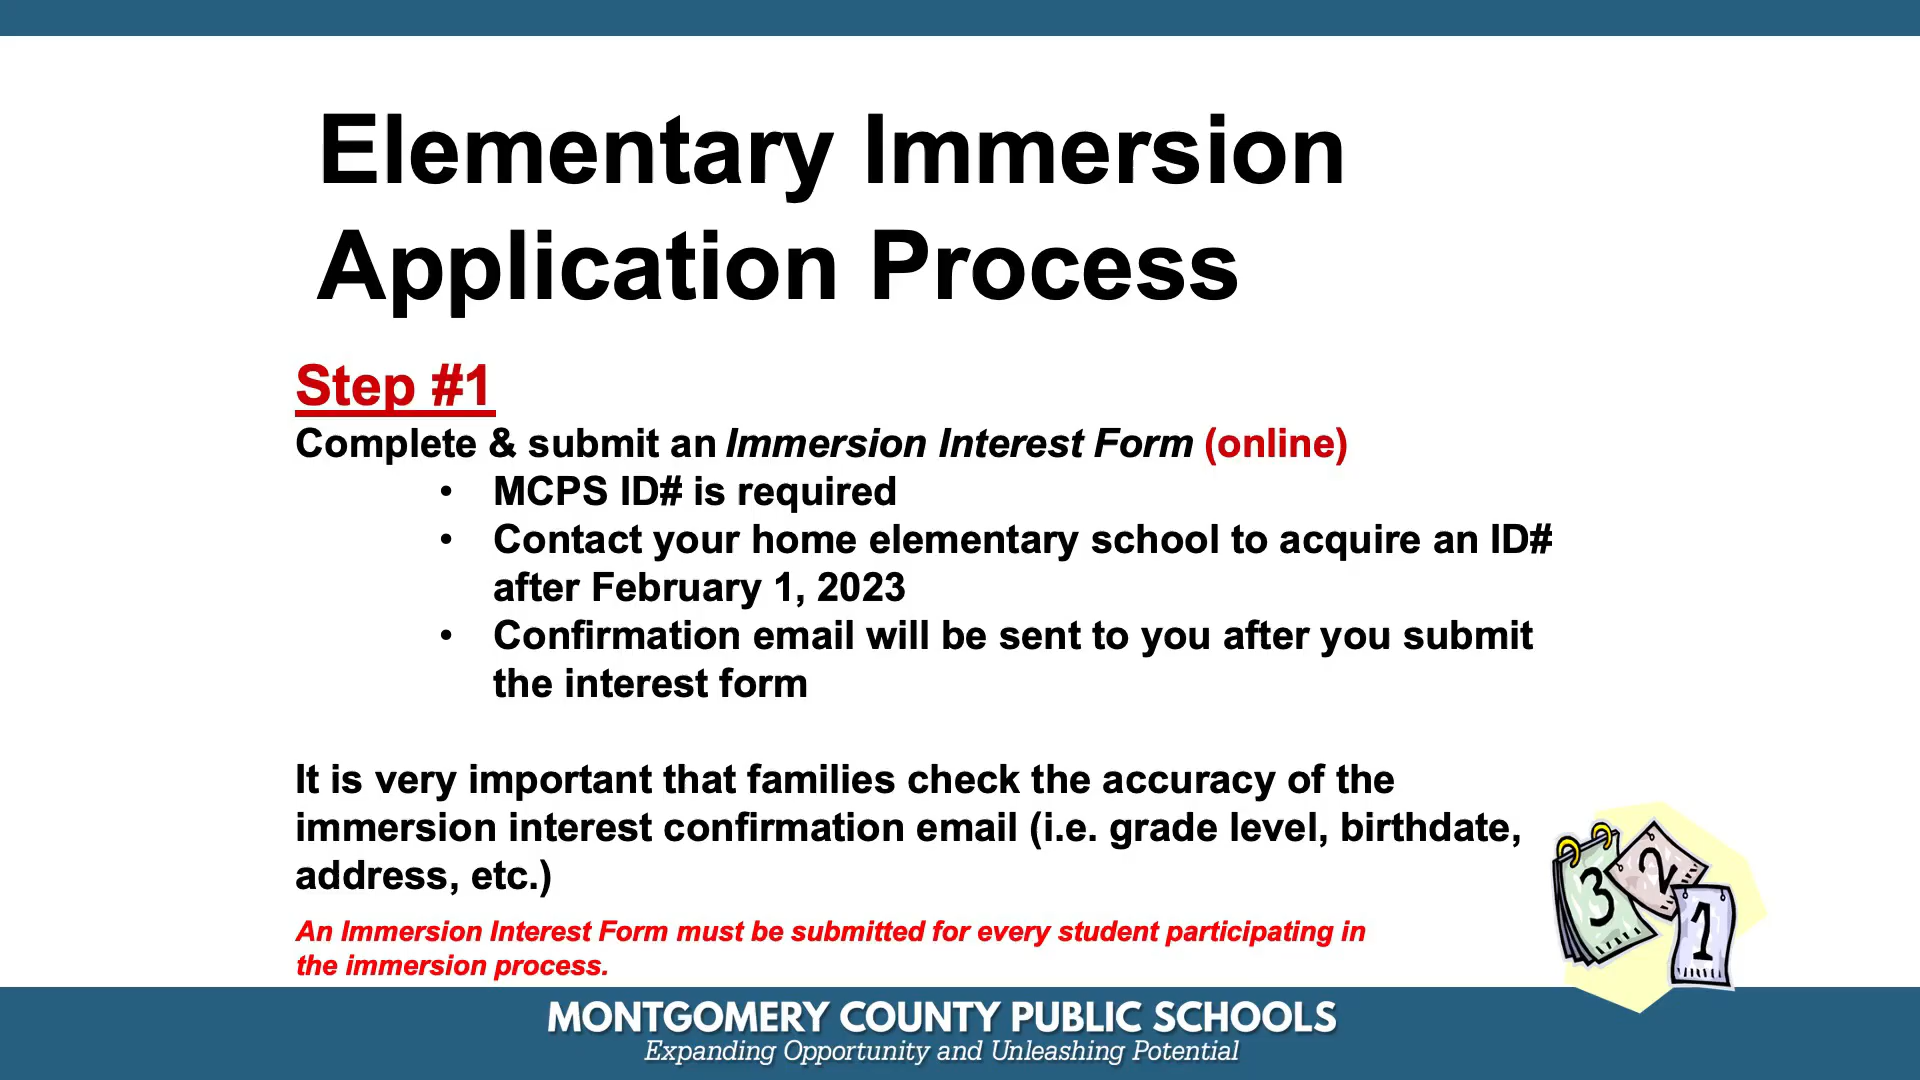 Elementary Immersion
Application Process
Step #1
Complete & submit an Immersion Interest Form (online)
• MCPS ID# is required
• Contact your home elementary school to acquire an ID#
after February 1, 2023
• Confirmation email will be sent to you after you submit
the interest form
It is very important that families check the accuracy of the
immersion interest confirmation email (i.e. grade level, birthdate,
address, etc.)
An Immersion Interest Form must be submitted for every student participating in
the immersion process.
3 2 1
MONTGOMERY COUNTY PUBLIC SCHOOLS
Expanding Opportunity and Unleashing Potential